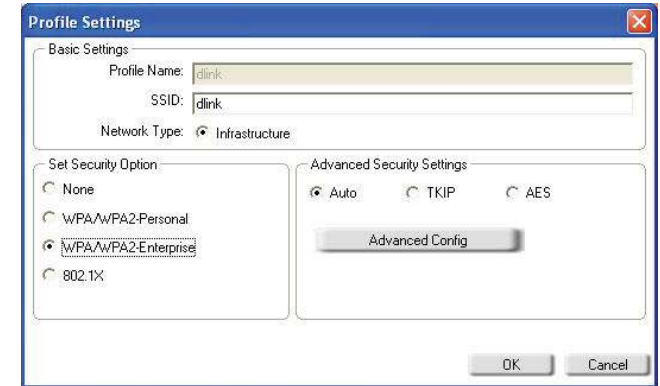 Profile Settings
Basic Settings
Profile Name: dlink
SSID: dlink
Network Type: Infrastructure
Set Security Option
None
WPA/WPA2-Personal
WPA/WPA2-Enterprise
802.1X
Advanced Security Settings
Auto TKIP AES
Advanced Config
OK Cancel